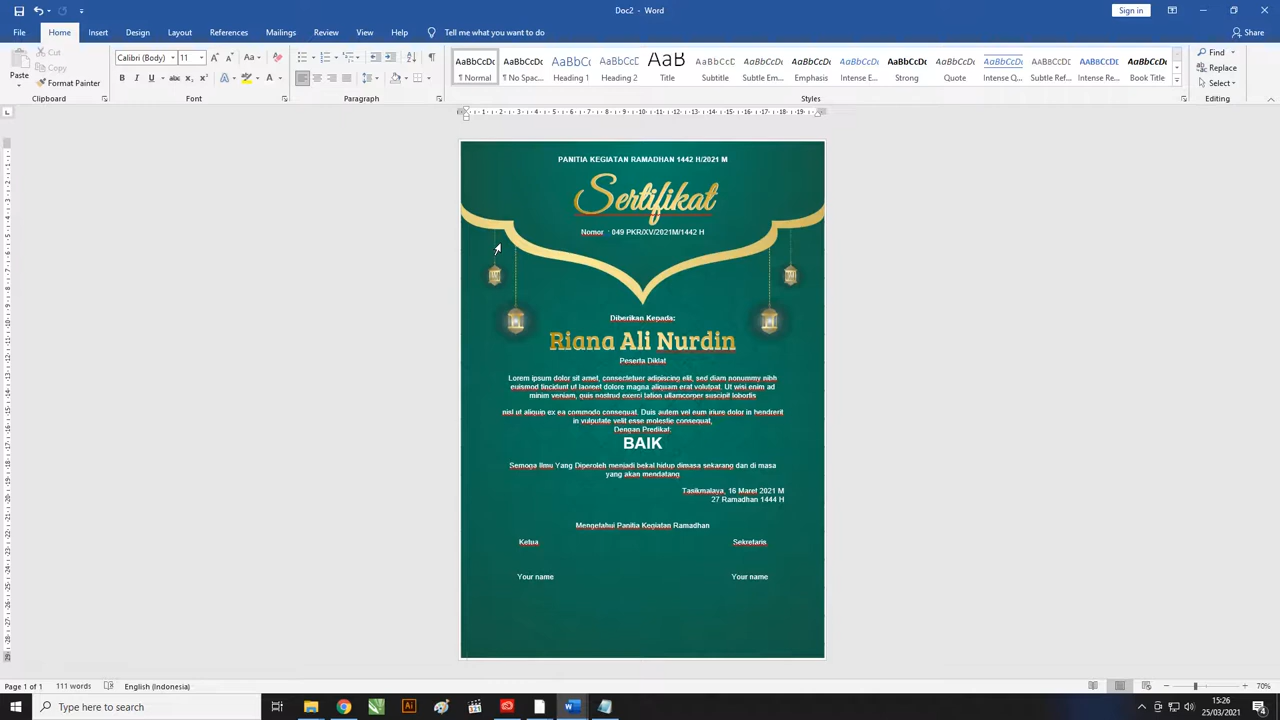 Doc2 - Word
Sign in
File Home Insert Design Layout References Mailings Review View Help Tell me what you want to do Share
Paste
Cut
Copy
Format Painter
Clipboard
Calibri (Body) 11
Aa
B I U abc
Font
Paragraph
AaBbCcDc AaBbCcDc AaBbCc AaBbCcD AaB AaBbCcD AaBbCcDc AaBbCcDc AaBbCcDc AaBbCcDc AaBbCcDc AaBbCcDc AaBbCcDc AaBbCcDc AaBbCcDc
¶ Normal ¶ No Spac... Heading 1 Heading 2 Title Subtitle Subtle Em... Emphasis Intense E... Strong Quote Intense Q... Subtle Ref... Intense Re... Book Title
Styles
Find
Replace
Select
Editing
PANITIA KEGIATAN RAMADHAN 1442 H/2021 M
Sertifikat
Nomor : 049 PKR/XV/2021M/1442 H
Diberikan Kepada:
Riana Ali Nurdin
Peserta Diklat
Lorem ipsum dolor sit amet, consectetuer adipiscing elit, sed diam nonummy nibh
euismod tincidunt ut laoreet dolore magna aliquam erat volutpat. Ut wisi enim ad
minim veniam, quis nostrud exerci tation ullamcorper suscipit lobortis
nisl ut aliquip ex ea commodo consequat. Duis autem vel eum iriure dolor in hendrerit
in vulputate velit esse molestie consequat,
Dengan Predikat:
BAIK
Semoga Ilmu Yang Diperoleh menjadi bekal hidup dimasa sekarang dan di masa
yang akan mendatang
Tasikmalaya, 16 Maret 2021 M
27 Ramadhan 1444 H
Mengetahui Panitia Kegiatan Ramadhan
Ketua Sekretaris
Your name Your name
Page 1 of 1 111 words English (Indonesia) 70%
Type here to search
15:26
25/03/2021